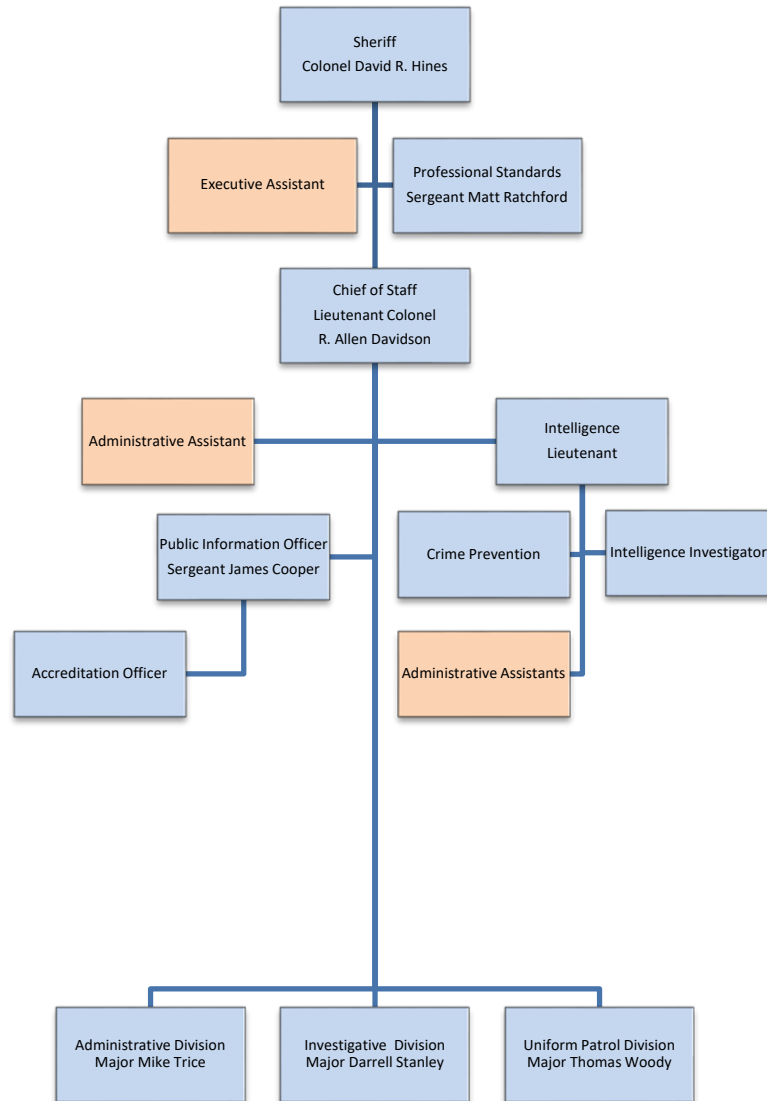 Sheriff
Colonel David R. Hines
Executive Assistant
Professional Standards
Sergeant Matt Ratchford
Chief of Staff
Lieutenant Colonel
R. Allen Davidson
Administrative Assistant
Intelligence
Lieutenant
Public Information Officer
Sergeant James Cooper
Crime Prevention
Intelligence Investigator
Accreditation Officer
Administrative Assistants
Administrative Division
Major Mike Trice
Investigative Division
Major Darrell Stanley
Uniform Patrol Division
Major Thomas Woody